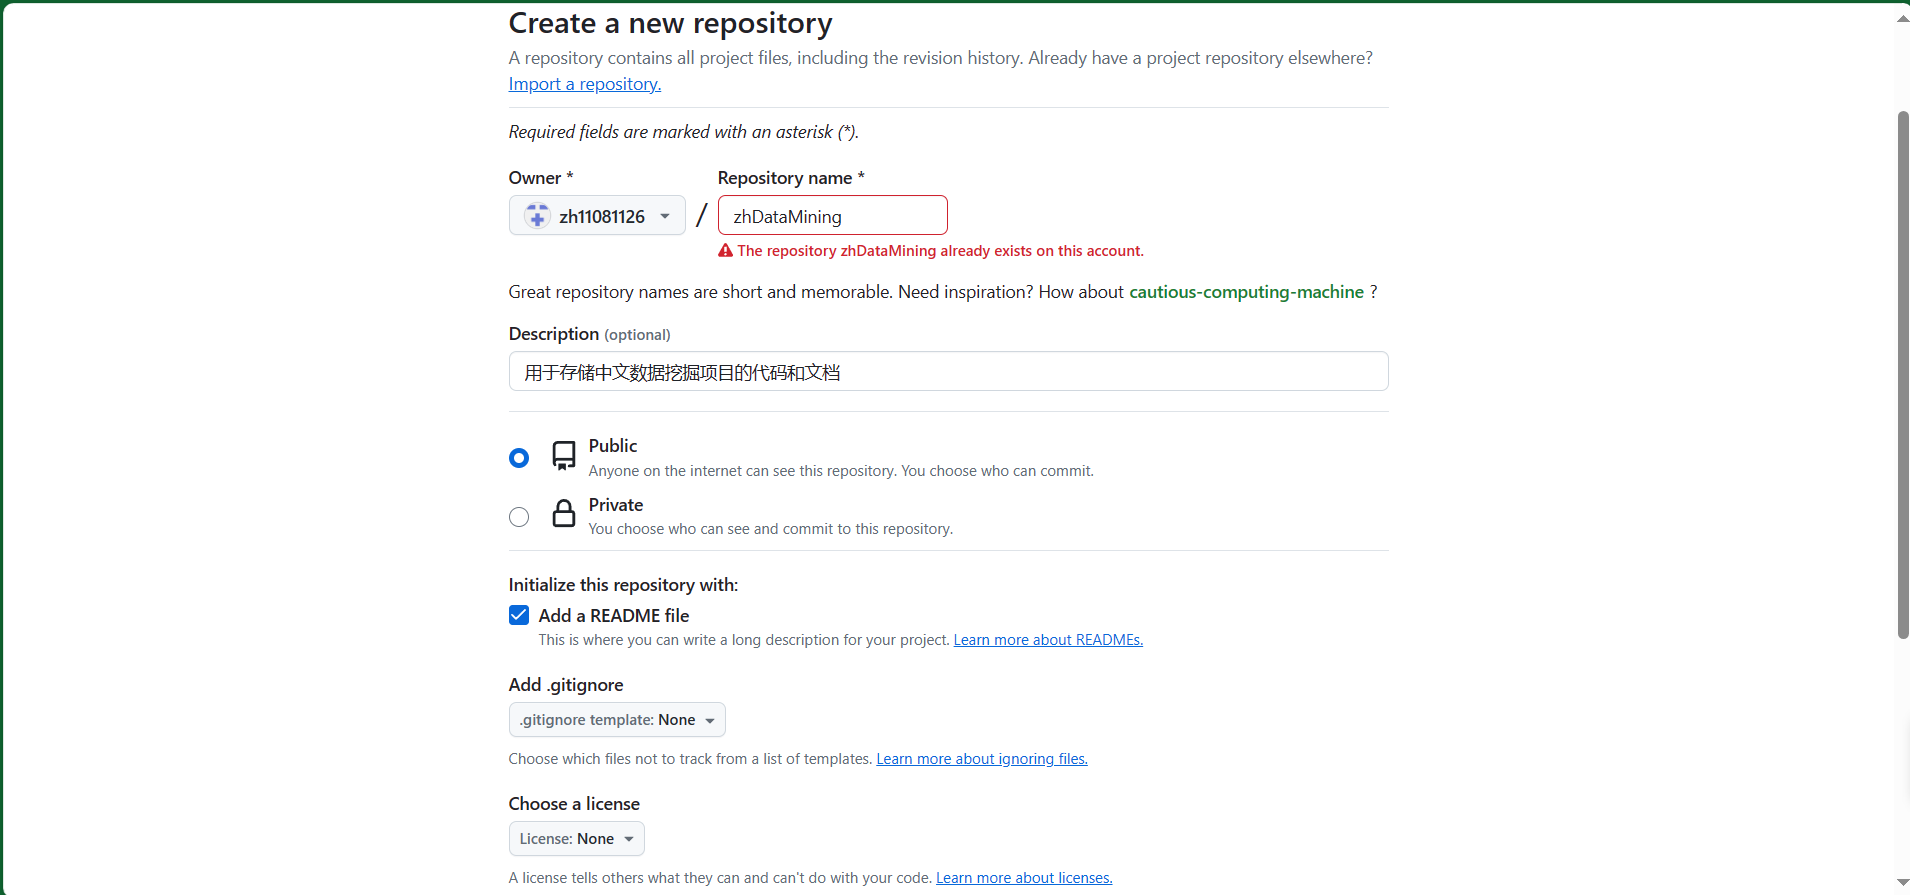 Create a new repository
A repository contains all project files, including the revision history. Already have a project repository elsewhere?
Import a repository.
Required fields are marked with an asterisk (*).
Owner *
Repository name *
zh11081126
/
zhDataMining
The repository zhDataMining already exists on this account.
Great repository names are short and memorable. Need inspiration? How about cautious-computing-machine ?
Description (optional)
用于存储中文数据挖掘项目的代码和文档
Public
Anyone on the internet can see this repository. You choose who can commit.
Private
You choose who can see and commit to this repository.
Initialize this repository with:
Add a README file
This is where you can write a long description for your project. Learn more about READMEs.
Add .gitignore
.gitignore template: None
Choose which files not to track from a list of templates. Learn more about ignoring files.
Choose a license
License: None
A license tells others what they can and can't do with your code. Learn more about licenses.